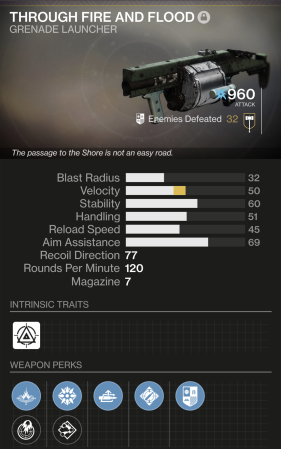 THROUGH FIRE AND FLOOD
GRENADE LAUNCHER
960
ATTACK
Enemies Defeated 32
The passage to the Shore is not an easy road.
Blast Radius 32
Velocity 50
Stability 60
Handling 51
Reload Speed 45
Aim Assistance 69
Recoil Direction 77
Rounds Per Minute 120
Magazine 7
INTRINSIC TRAITS
WEAPON PERKS